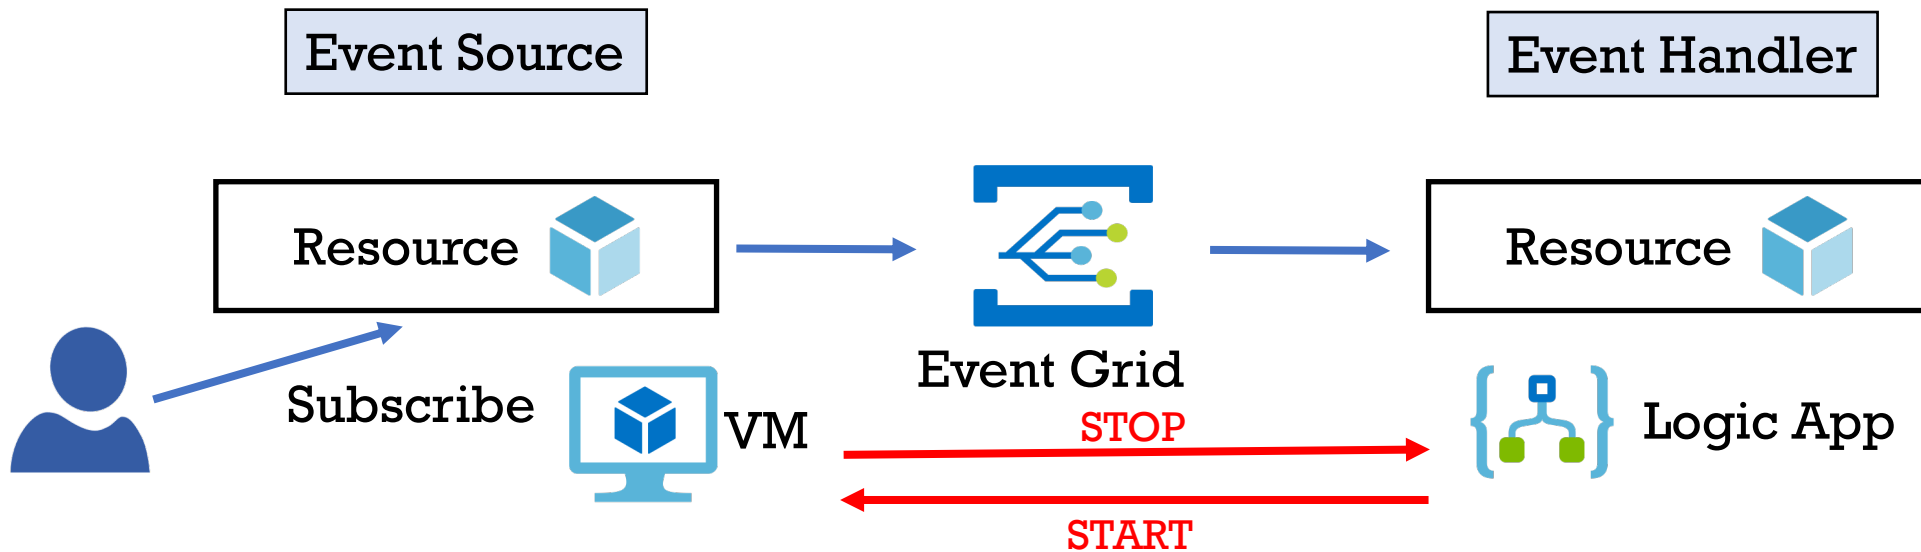 Event Source
Event Handler
Resource
Resource
Event Grid
Subscribe
VM
STOP
Logic App
START